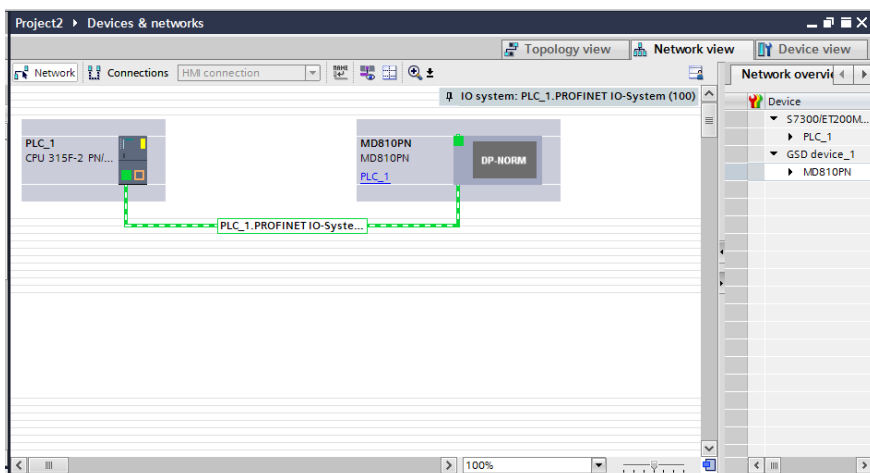 Project2 ▸ Devices & networks
Topology view
Network view
Device view
Network
Connections
HMI connection
Network overvi
IO system: PLC_1.PROFINET IO-System (100)
Device
S7300/ET200M...
PLC_1
GSD device_1
MD810PN
PLC_1
CPU 315F-2 PN/...
MD810PN
MD810PN
PLC_1
DP-NORM
PLC_1.PROFINET IO-Syste...
100%